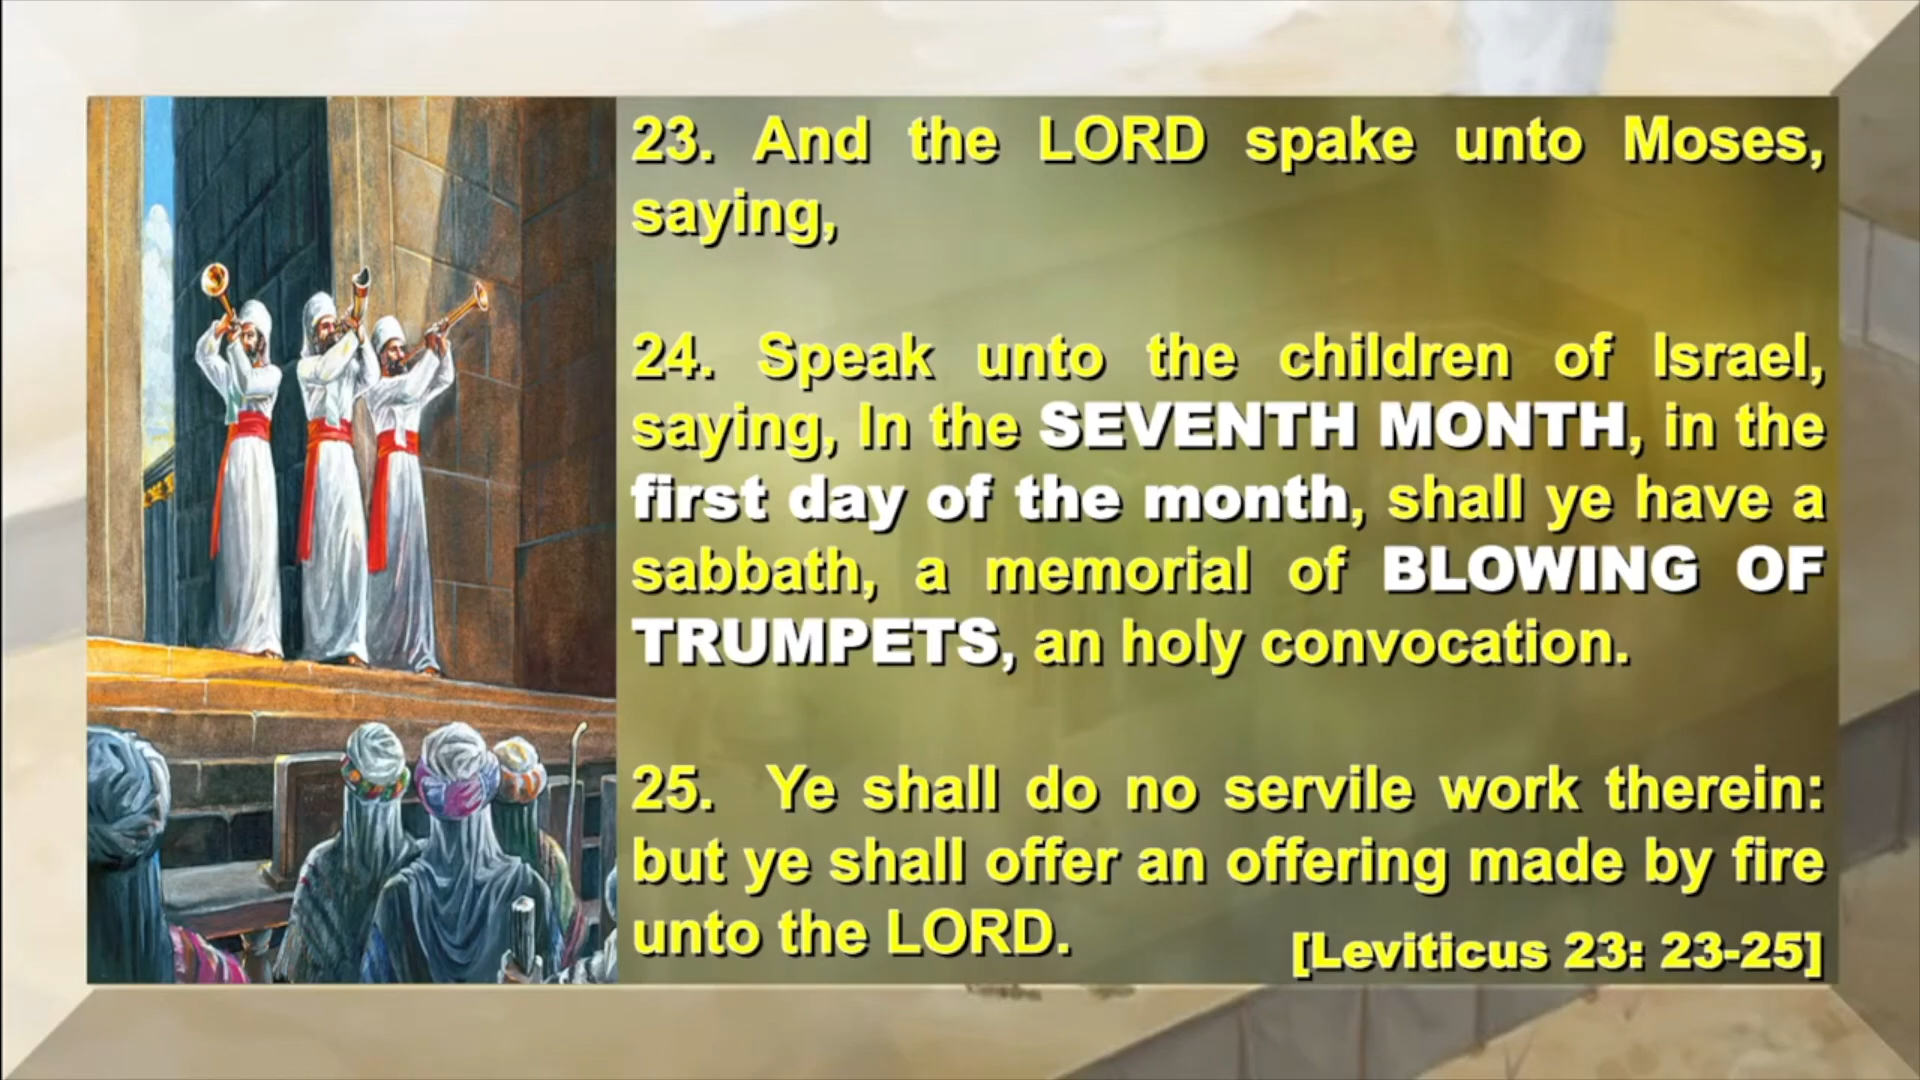 23. And the LORD spake unto Moses,
saying,
24. Speak unto the children of Israel,
saying, In the SEVENTH MONTH, in the
first day of the month, shall ye have a
sabbath, a memorial of BLOWING OF
TRUMPETS, an holy convocation.
25. Ye shall do no servile work therein:
but ye shall offer an offering made by fire
unto the LORD.
[Leviticus 23: 23-25]